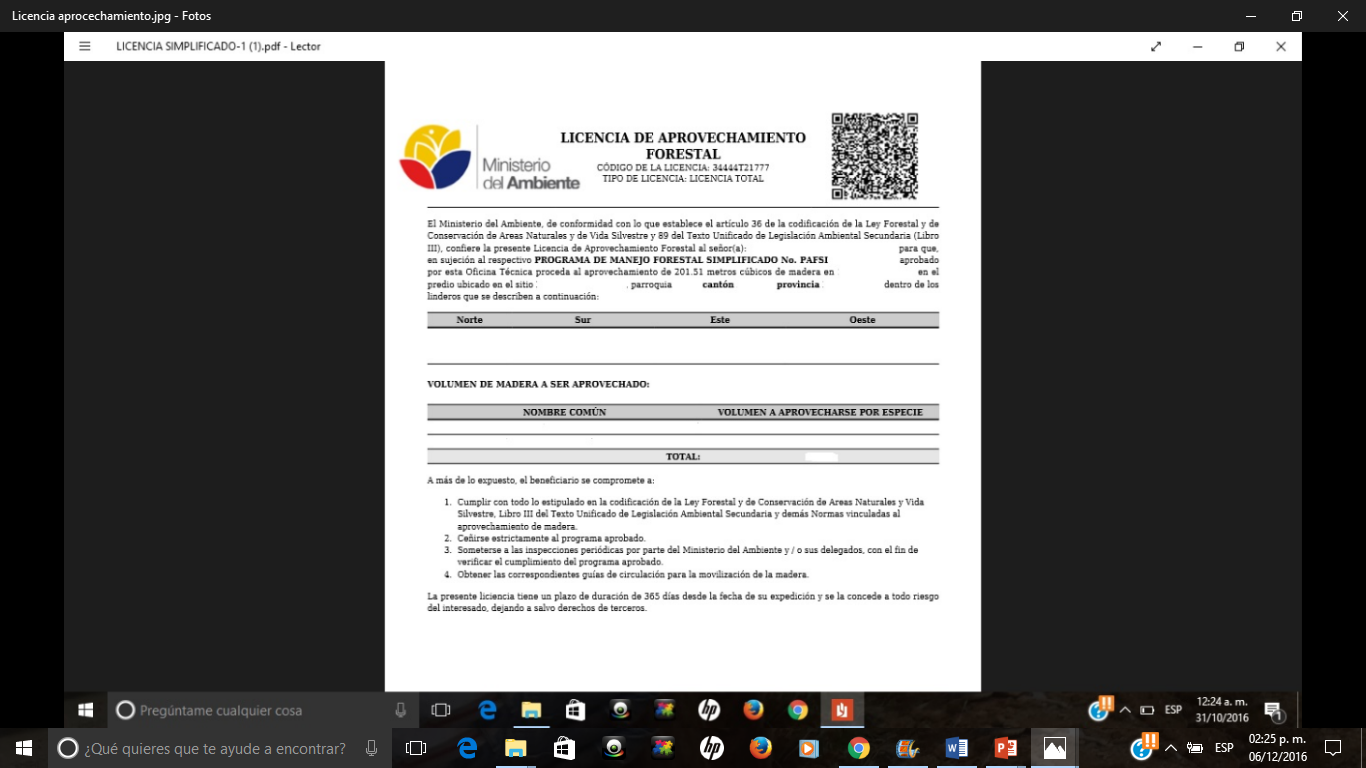 Licencia aprocechamiento.jpg - Fotos
LICENCIA SIMPLIFICADO-1 (1).pdf - Lector
Ministerio
del Ambiente
LICENCIA DE APROVECHAMIENTO
FORESTAL
CÓDIGO DE LA LICENCIA: 34444T21777
TIPO DE LICENCIA: LICENCIA TOTAL
El Ministerio del Ambiente, de conformidad con lo que establece el artículo 36 de la codificación de la Ley Forestal y de
Conservación de Areas Naturales y de Vida Silvestre y 89 del Texto Unificado de Legislación Ambiental Secundaria (Libro
III), confiere la presente Licencia de Aprovechamiento Forestal al señor(a): para que,
en sujeción al respectivo PROGRAMA DE MANEJO FORESTAL SIMPLIFICADO No. PAFSI aprobado
por esta Oficina Técnica proceda al aprovechamiento de 201.51 metros cúbicos de madera en en el
predio ubicado en el sitio , parroquia cantón provincia dentro de los
linderos que se describen a continuación:
Norte Sur Este Oeste
VOLUMEN DE MADERA A SER APROVECHADO:
NOMBRE COMÚN VOLUMEN A APROVECHARSE POR ESPECIE
TOTAL:
A más de lo expuesto, el beneficiario se compromete a:
1. Cumplir con todo lo estipulado en la codificación de la Ley Forestal y de Conservación de Areas Naturales y Vida
Silvestre, Libro III del Texto Unificado de Legislación Ambiental Secundaria y demás Normas vinculadas al
aprovechamiento de madera.
2. Ceñirse estrictamente al programa aprobado.
3. Someterse a las inspecciones periódicas por parte del Ministerio del Ambiente y / o sus delegados, con el fin de
verificar el cumplimiento del programa aprobado.
4. Obtener las correspondientes guías de circulación para la movilización de la madera.
La presente liciencia tiene un plazo de duración de 365 días desde la fecha de su expedición y se la concede a todo riesgo
del interesado, dejando a salvo derechos de terceros.
Pregúntame cualquier cosa
ESP
12:24 a. m.
31/10/2016
1
¿Qué quieres que te ayude a encontrar?
ESP
02:25 p. m.
06/12/2016